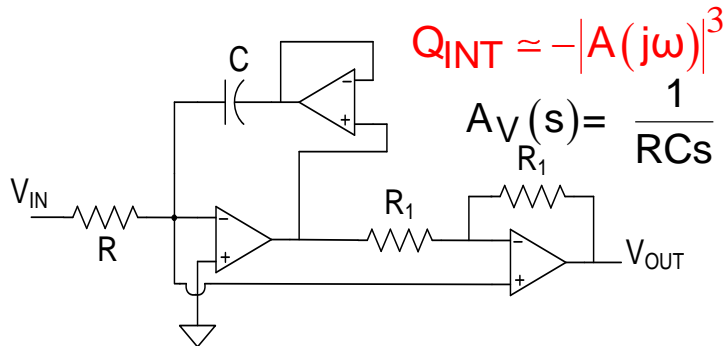 Q_INT ≃ −|A(jω)|^3
C
−
+
A_V(s)= 1/RCs
R_1
V_IN
R
−
+
R_1
−
+
V_OUT